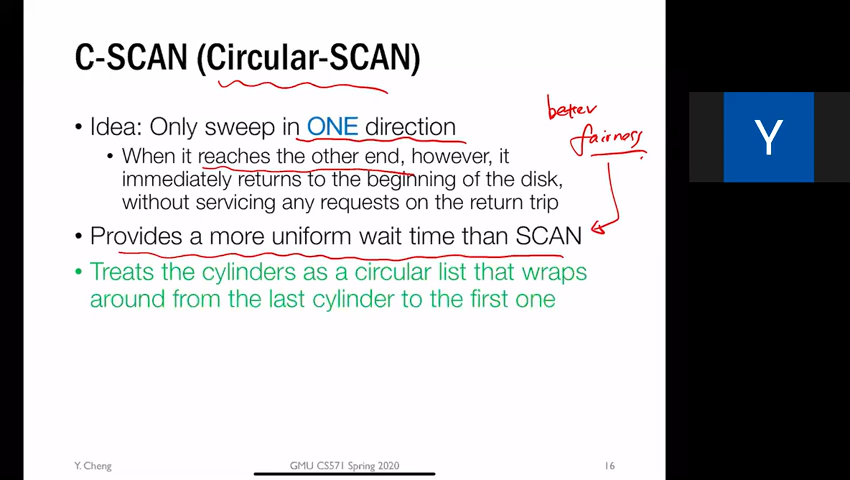 C-SCAN (Circular-SCAN)
better
fairness
• Idea: Only sweep in ONE direction
• When it reaches the other end, however, it
immediately returns to the beginning of the disk,
without servicing any requests on the return trip
• Provides a more uniform wait time than SCAN
• Treats the cylinders as a circular list that wraps
around from the last cylinder to the first one
Y. Cheng
GMU CS571 Spring 2020
16
Y